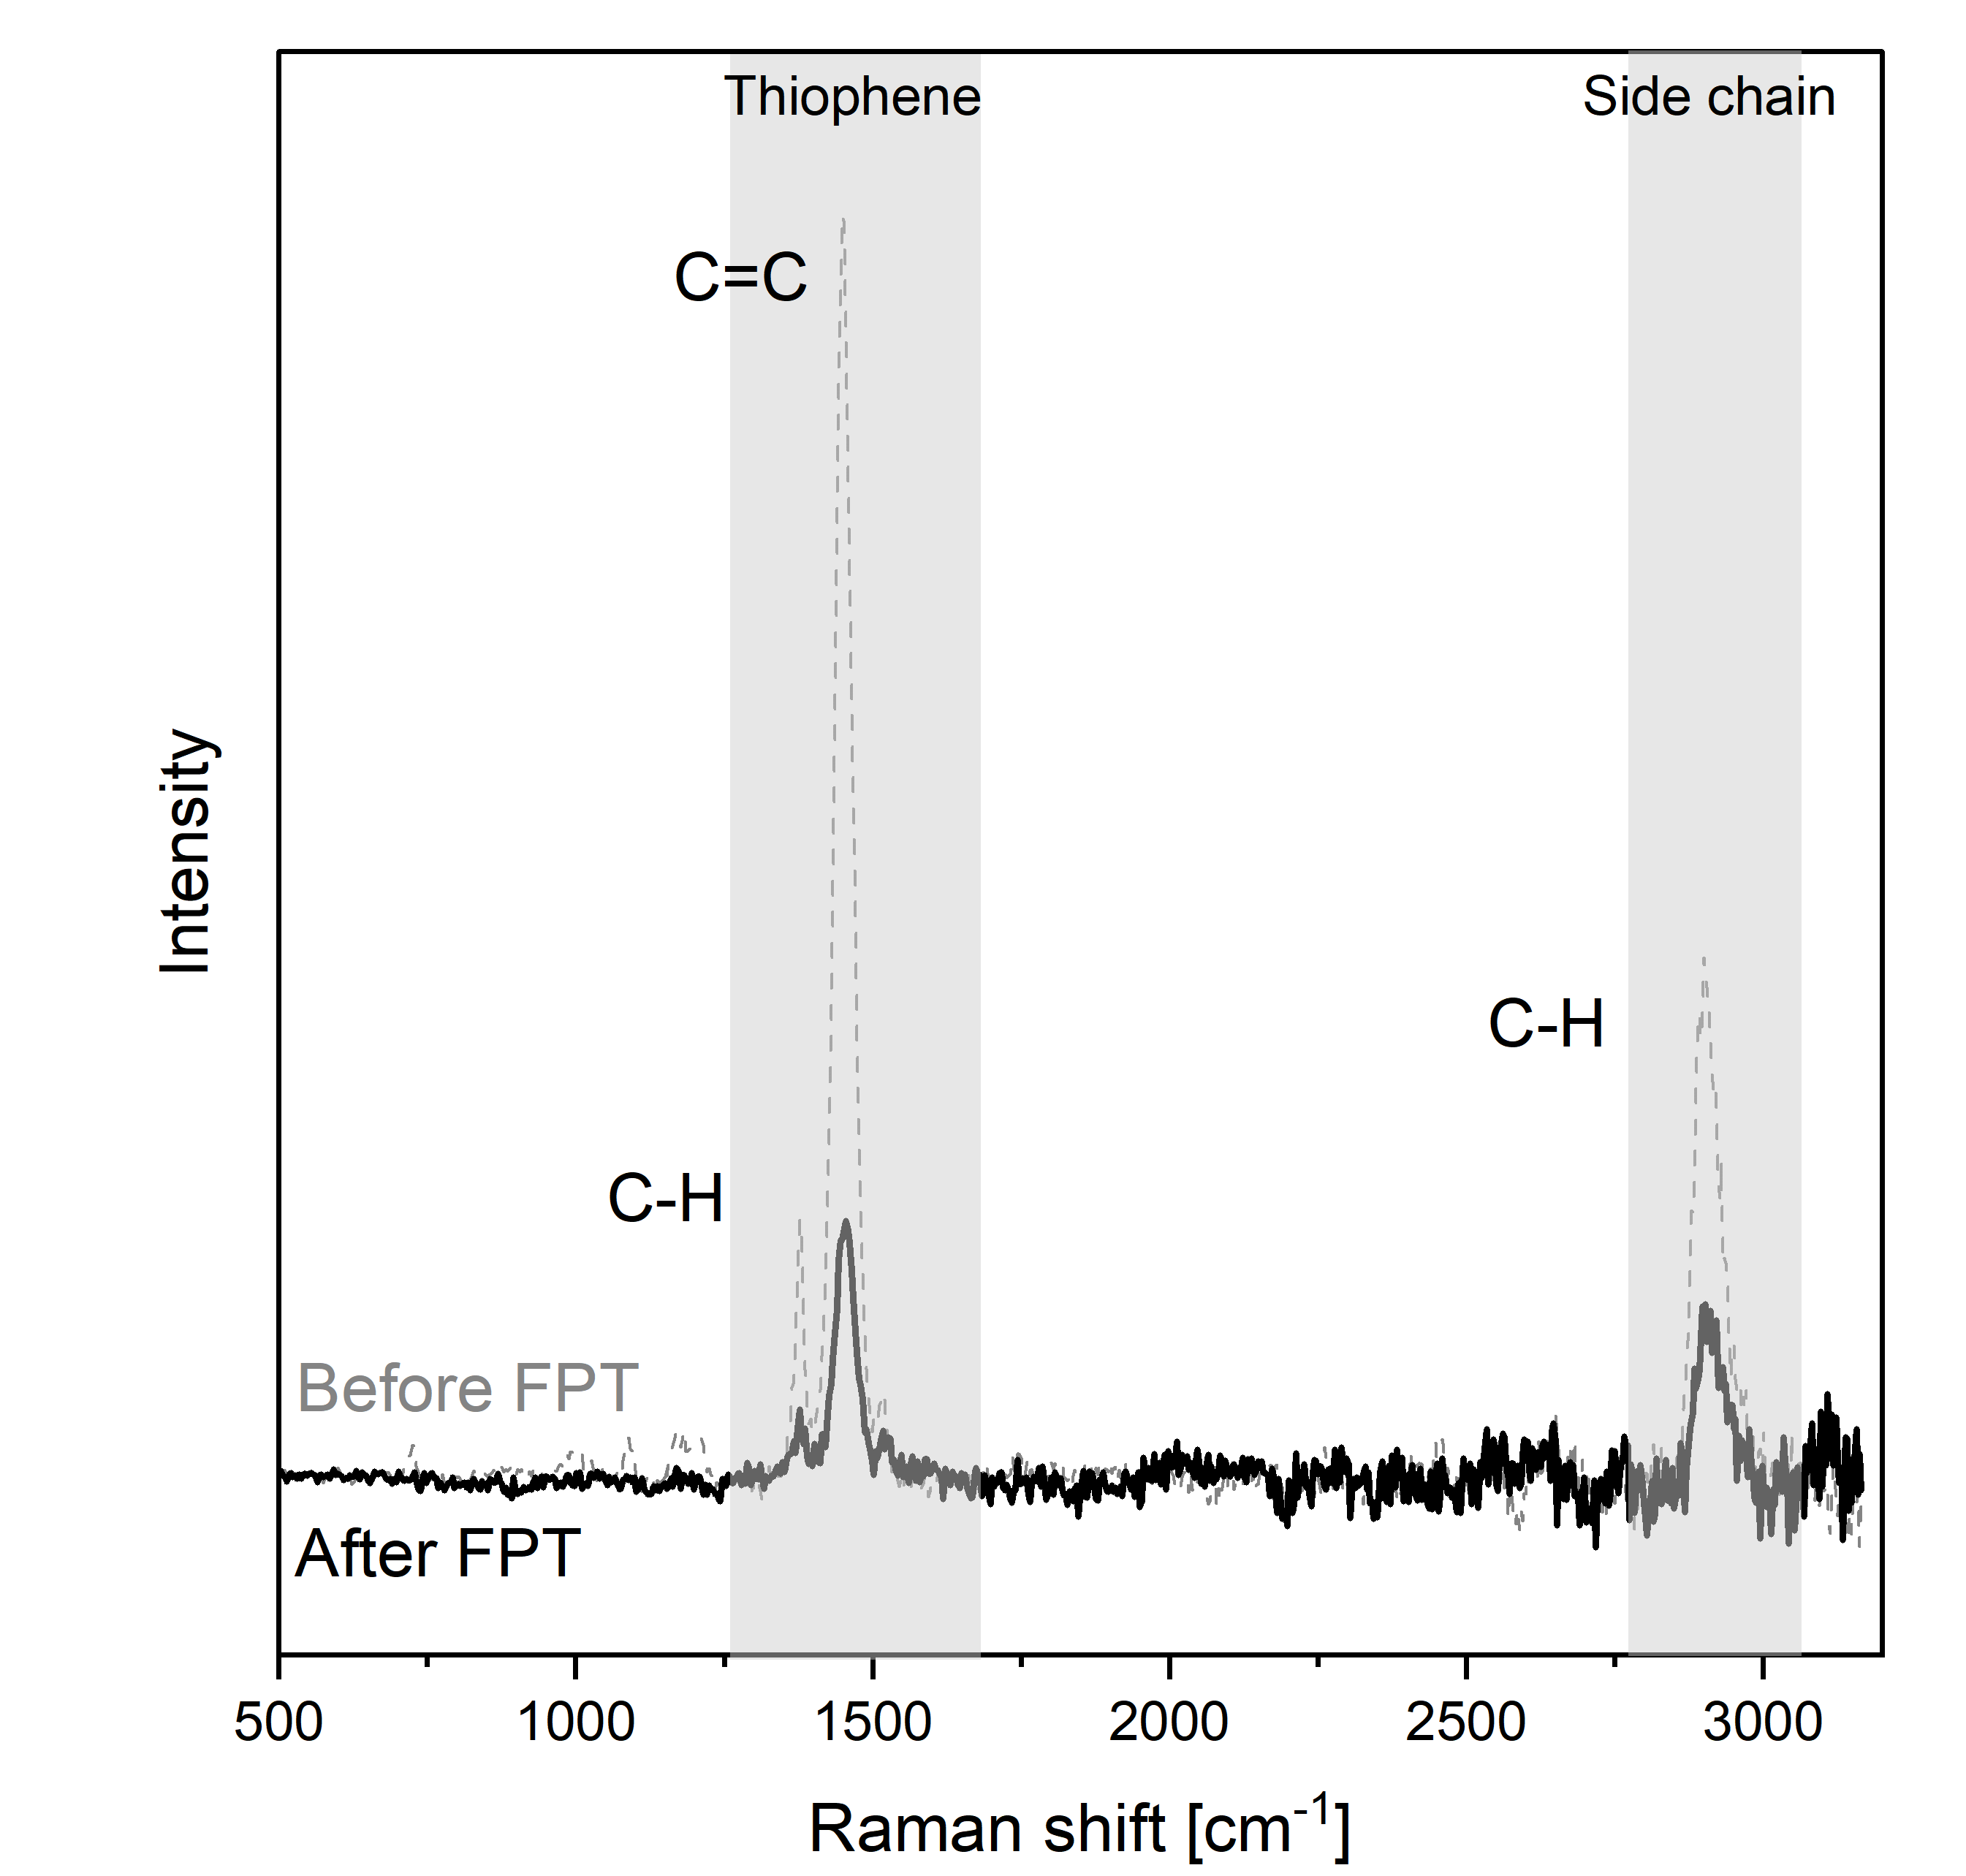 Thiophene
Side chain
C=C
C-H
C-H
Before FPT
After FPT
Intensity
500
1000
1500
2000
2500
3000
Raman shift [cm⁻¹]